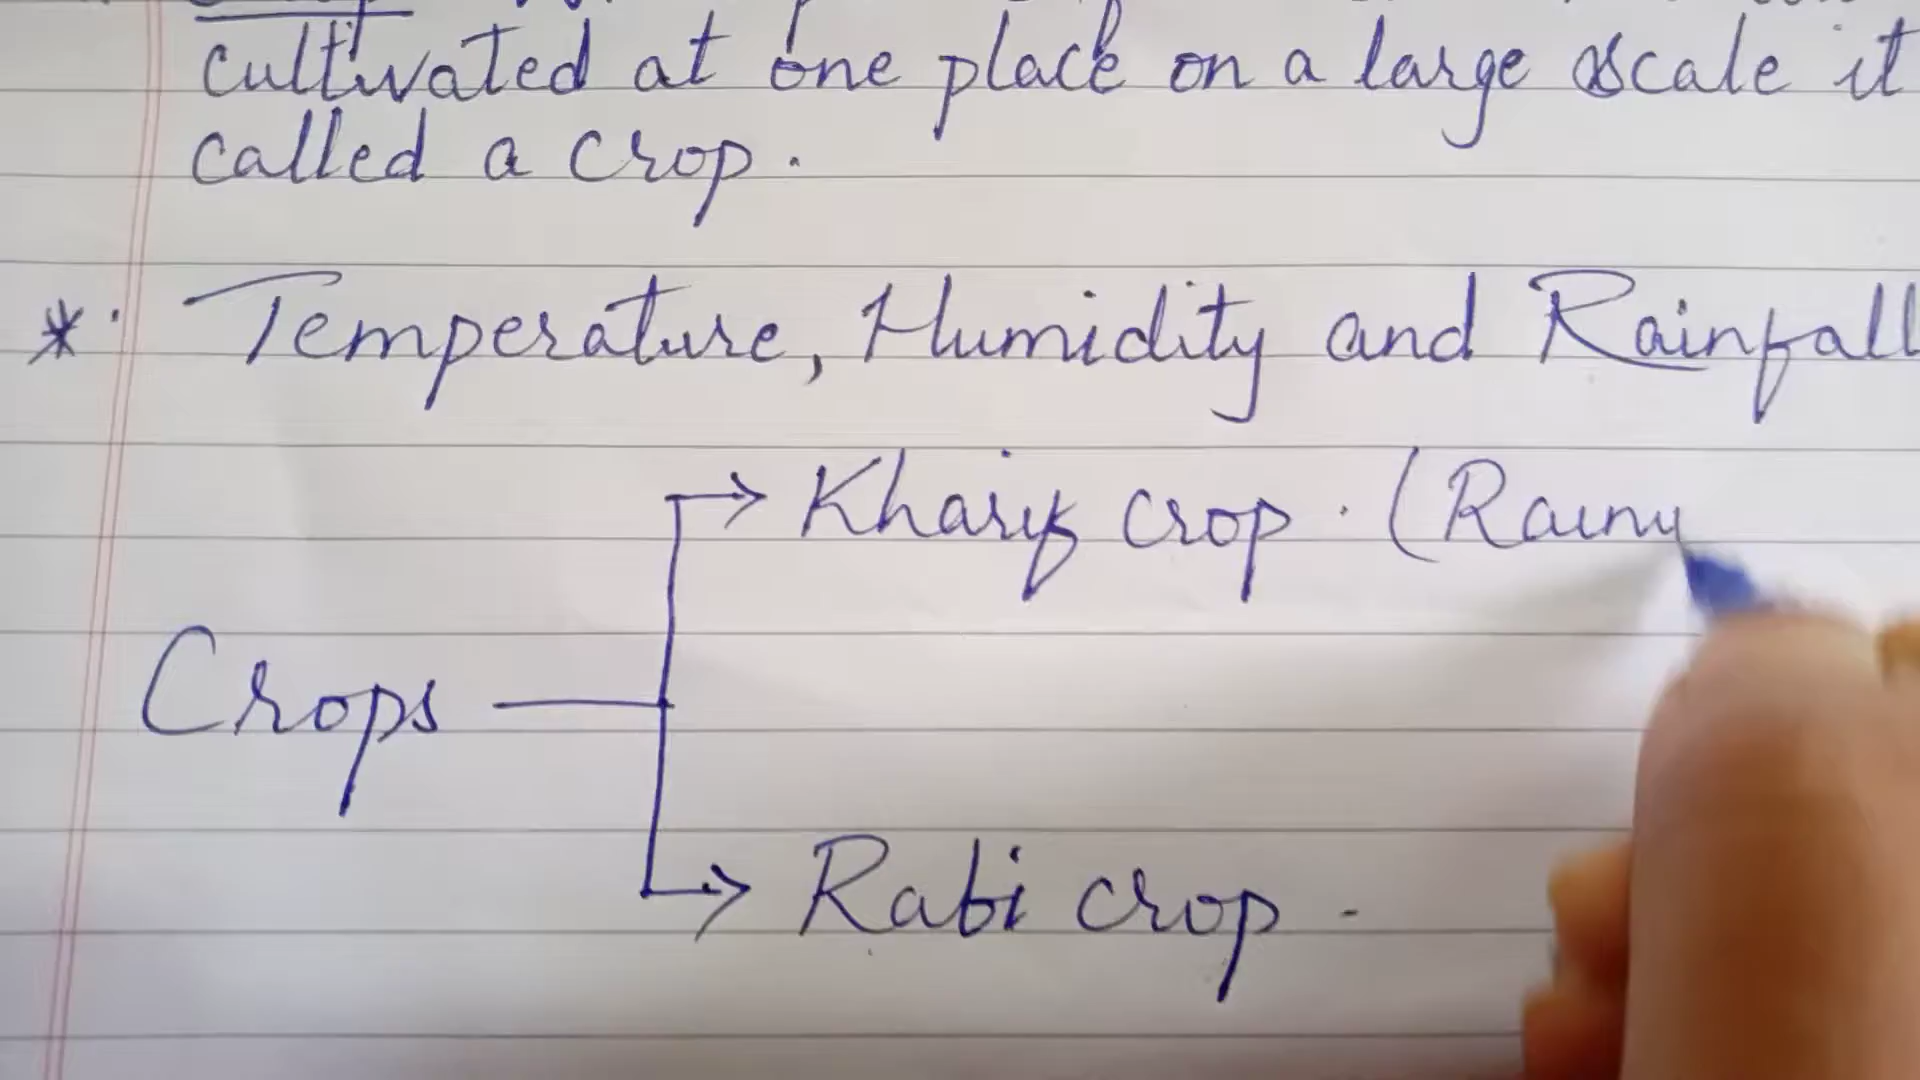 cultivated at one place on a large scale it
called a crop.
* Temperature, Humidity and Rainfall
Kharif crop. (Rainy
Crops
Rabi crop.